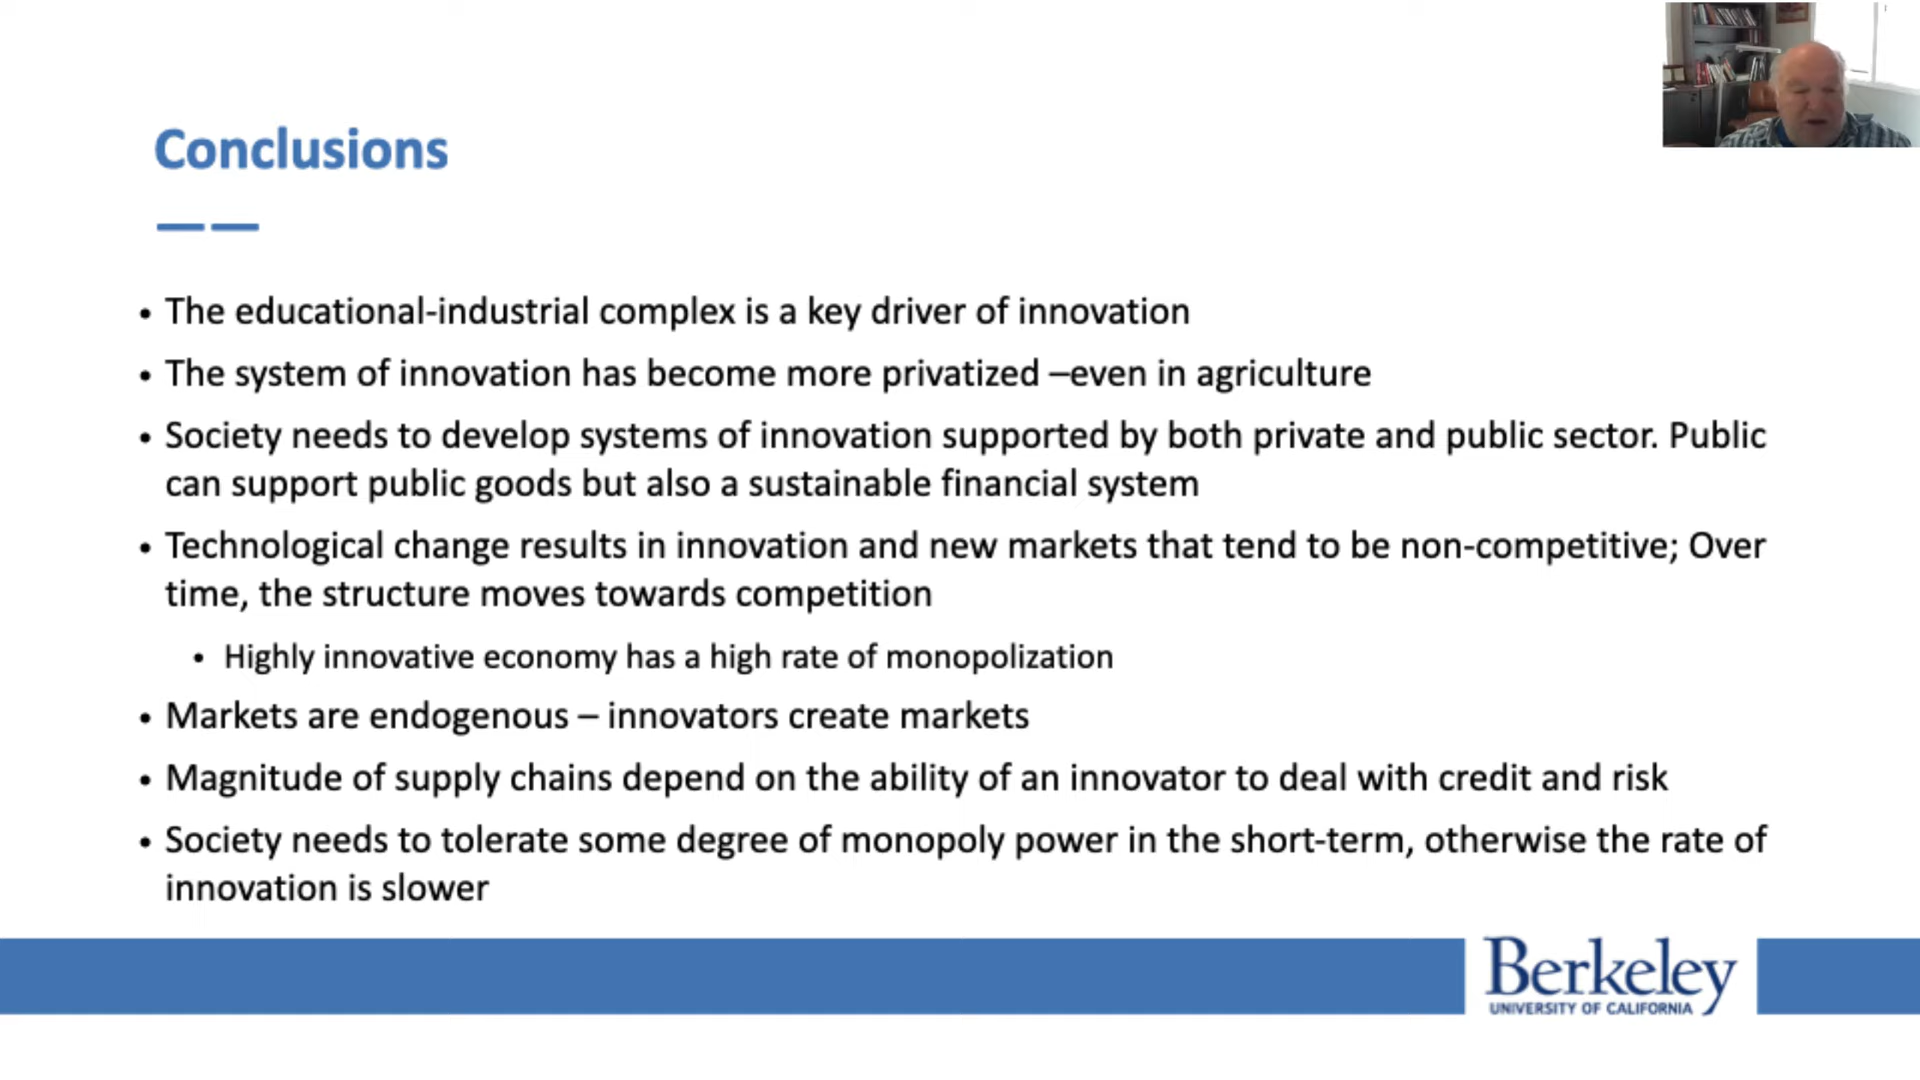 Conclusions
• The educational-industrial complex is a key driver of innovation
• The system of innovation has become more privatized –even in agriculture
• Society needs to develop systems of innovation supported by both private and public sector. Public
can support public goods but also a sustainable financial system
• Technological change results in innovation and new markets that tend to be non-competitive; Over
time, the structure moves towards competition
• Highly innovative economy has a high rate of monopolization
• Markets are endogenous – innovators create markets
• Magnitude of supply chains depend on the ability of an innovator to deal with credit and risk
• Society needs to tolerate some degree of monopoly power in the short-term, otherwise the rate of
innovation is slower
Berkeley
UNIVERSITY OF CALIFORNIA